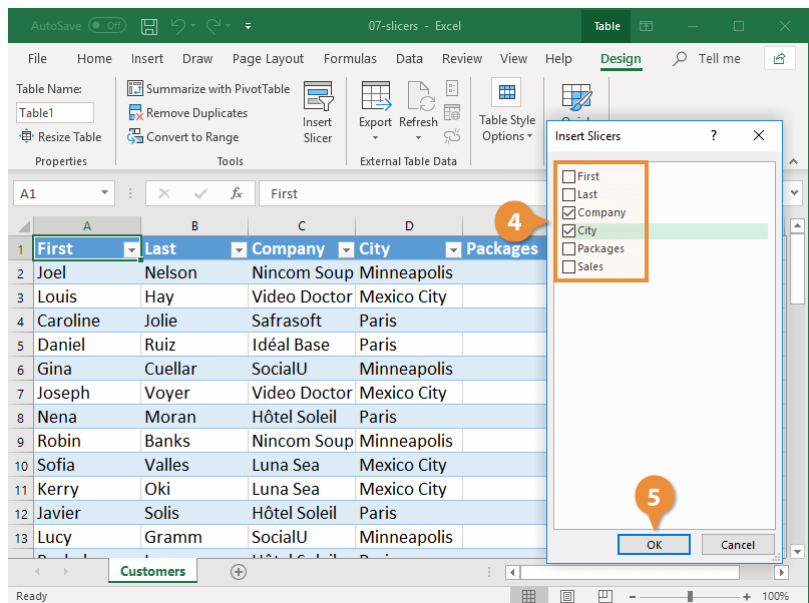 AutoSave Off 07-slicers - Excel Table
File Home Insert Draw Page Layout Formulas Data Review View Help Design Tell me
Table Name:
Table1
Resize Table
Properties
Summarize with PivotTable
Remove Duplicates
Convert to Range
Insert
Slicer
Tools
Export Refresh
External Table Data
Table Style
Options
A1 fx First
A B C D
1 First Last Company City Packages
2 Joel Nelson Nincom Soup Minneapolis
3 Louis Hay Video Doctor Mexico City
4 Caroline Jolie Safrasoft Paris
5 Daniel Ruiz Idéal Base Paris
6 Gina Cuellar SocialU Minneapolis
7 Joseph Voyer Video Doctor Mexico City
8 Nena Moran Hôtel Soleil Paris
9 Robin Banks Nincom Soup Minneapolis
10 Sofia Valles Luna Sea Mexico City
11 Kerry Oki Luna Sea Mexico City
12 Javier Solis Hôtel Soleil Paris
13 Lucy Gramm SocialU Minneapolis
Insert Slicers ? ×
4
First
Last
Company
City
Packages
Sales
5
OK Cancel
Customers
Ready 100%